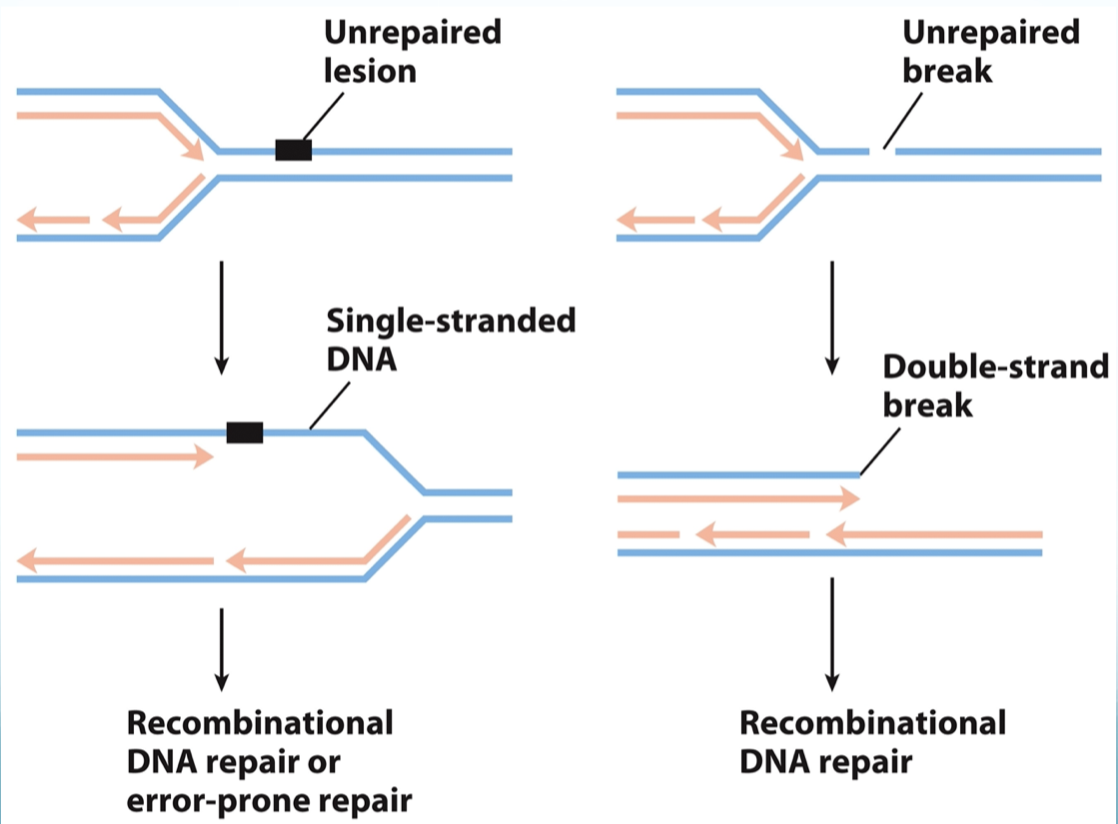 Unrepaired
lesion
Unrepaired
break
Single-stranded
DNA
Double-strand
break
Recombinational
DNA repair or
error-prone repair
Recombinational
DNA repair